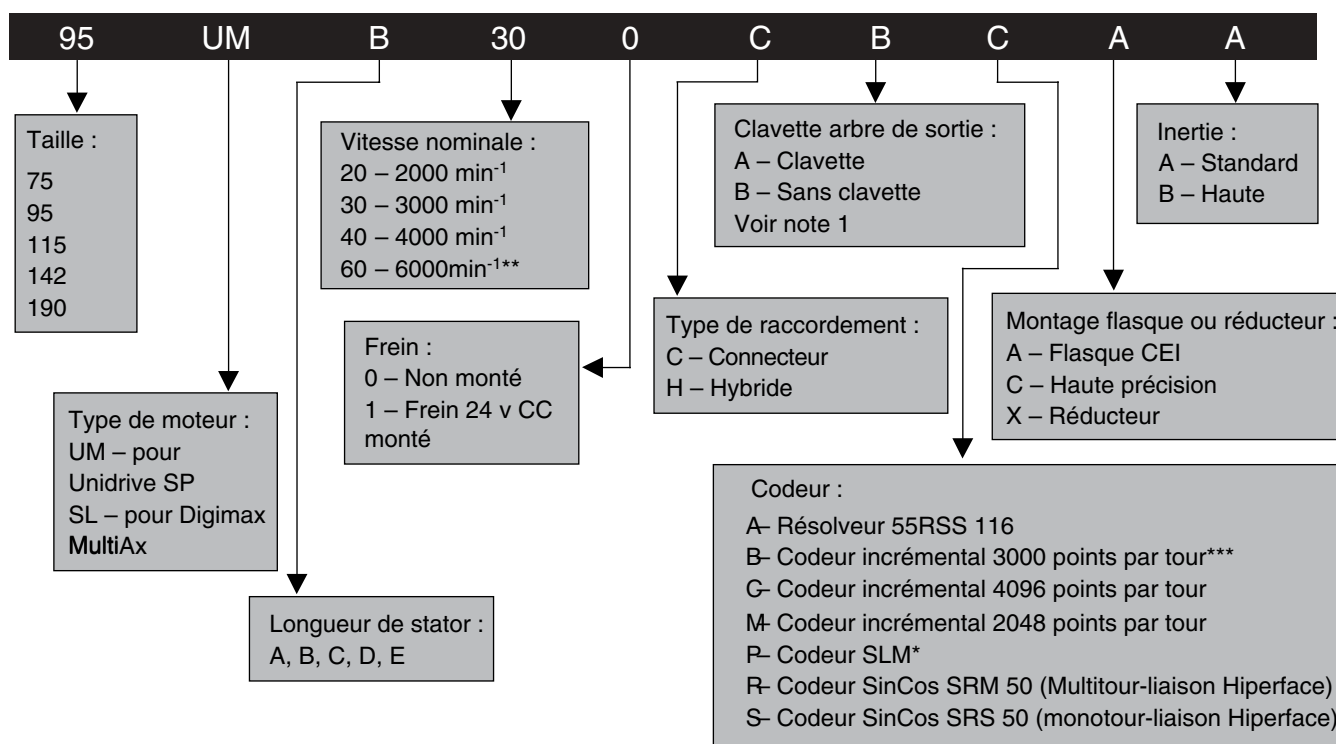 95 UM B 30 0 C B C A A
Taille :
75
95
115
142
190
Vitesse nominale :
20 – 2000 min-1
30 – 3000 min-1
40 – 4000 min-1
60 – 6000min-1**
Clavette arbre de sortie :
A – Clavette
B – Sans clavette
Voir note 1
Inertie :
A – Standard
B – Haute
Type de moteur :
UM – pour
Unidrive SP
SL – pour Digimax
MultiAx
Frein :
0 – Non monté
1 – Frein 24 v CC
monté
Type de raccordement :
C – Connecteur
H – Hybride
Montage flasque ou réducteur :
A – Flasque CEI
C – Haute précision
X – Réducteur
Longueur de stator :
A, B, C, D, E
Codeur :
A– Résolveur 55RSS 116
B– Codeur incrémental 3000 points par tour***
C– Codeur incrémental 4096 points par tour
M– Codeur incrémental 2048 points par tour
P– Codeur SLM*
R– Codeur SinCos SRM 50 (Multitour-liaison Hiperface)
S– Codeur SinCos SRS 50 (monotour-liaison Hiperface)